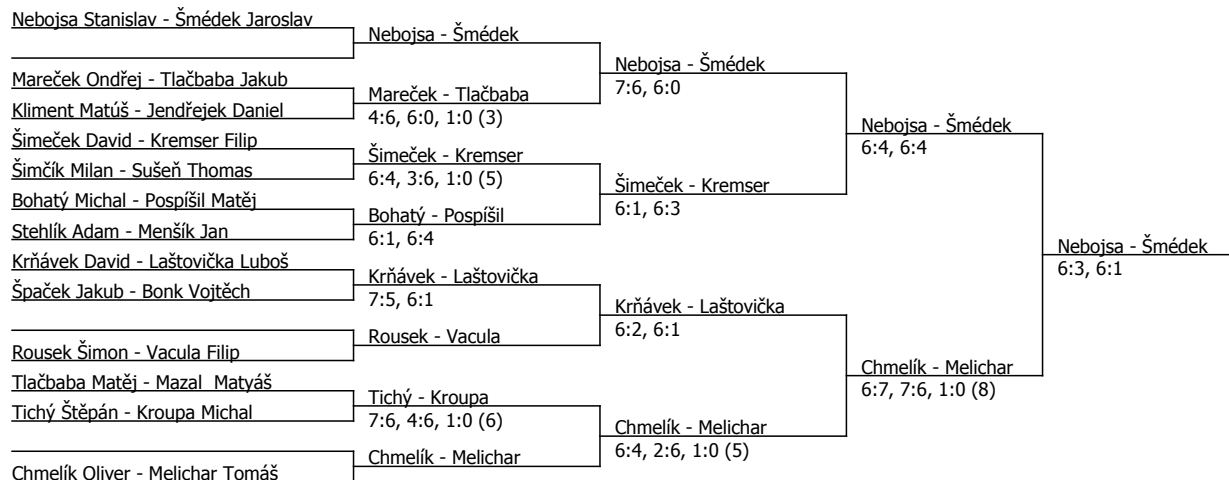 Nebojsa Stanislav - Šmédek Jaroslav
Nebojsa - Šmédek
Mareček Ondřej - Tlačbaba Jakub
Nebojsa - Šmédek
7:6, 6:0
Kliment Matúš - Jendřejek Daniel
Mareček - Tlačbaba
4:6, 6:0, 1:0 (3)
Nebojsa - Šmédek
6:4, 6:4
Šimeček David - Kremser Filip
Šimeček - Kremser
6:4, 3:6, 1:0 (5)
Šimčík Milan - Sušeň Thomas
Šimeček - Kremser
6:1, 6:3
Bohatý Michal - Pospíšil Matěj
Bohatý - Pospíšil
6:1, 6:4
Stehlík Adam - Menšík Jan
Nebojsa - Šmédek
6:3, 6:1
Krňávek David - Laštovička Luboš
Krňávek - Laštovička
7:5, 6:1
Špaček Jakub - Bonk Vojtěch
Krňávek - Laštovička
6:2, 6:1
Rousek - Vacula
Rousek Šimon - Vacula Filip
Chmelík - Melichar
6:7, 7:6, 1:0 (8)
Tlačbaba Matěj - Mazal  Matyáš
Tichý - Kroupa
7:6, 4:6, 1:0 (6)
Tichý Štěpán - Kroupa Michal
Chmelík - Melichar
6:4, 2:6, 1:0 (5)
Chmelík - Melichar
Chmelík Oliver - Melichar Tomáš